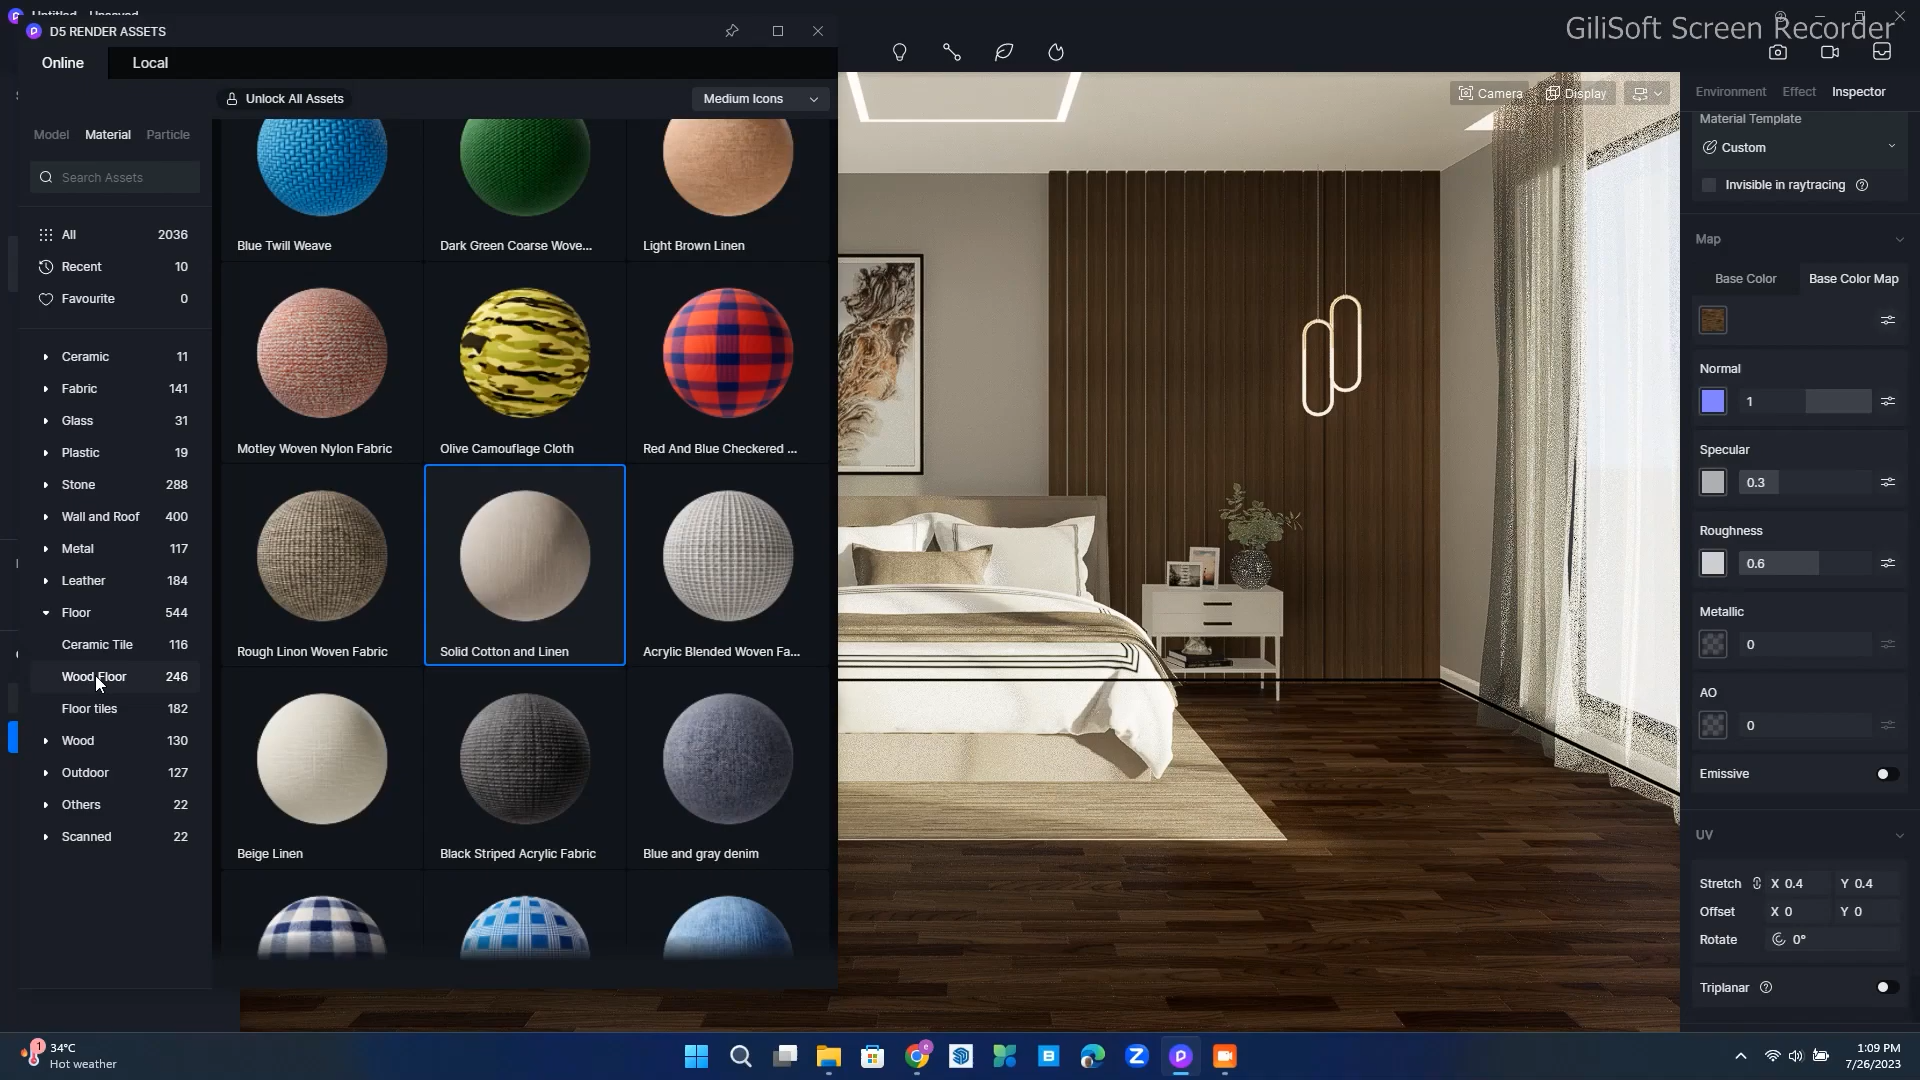 Untitled - Unsaved
D5 RENDER ASSETS
GiliSoft Screen Recorder
Online
Local
Unlock All Assets
Medium Icons
Camera
Display
Environment
Effect
Inspector
Model
Material
Particle
Search Assets
All 2036
Recent 10
Favourite 0
Ceramic 11
Fabric 141
Glass 31
Plastic 19
Stone 288
Wall and Roof 400
Metal 117
Leather 184
Floor 544
Ceramic Tile 116
Wood Floor 246
Floor tiles 182
Wood 130
Outdoor 127
Others 22
Scanned 22
Blue Twill Weave
Dark Green Coarse Wove...
Light Brown Linen
Motley Woven Nylon Fabric
Olive Camouflage Cloth
Red And Blue Checkered ...
Rough Linon Woven Fabric
Solid Cotton and Linen
Acrylic Blended Woven Fa...
Beige Linen
Black Striped Acrylic Fabric
Blue and gray denim
Material Template
Custom
Invisible in raytracing
Map
Base Color
Base Color Map
Normal
1
Specular
0.3
Roughness
0.6
Metallic
0
AO
0
Emissive
UV
Stretch X 0.4 Y 0.4
Offset X 0 Y 0
Rotate 0°
Triplanar
1
34°C
Hot weather
1:09 PM
7/26/2023